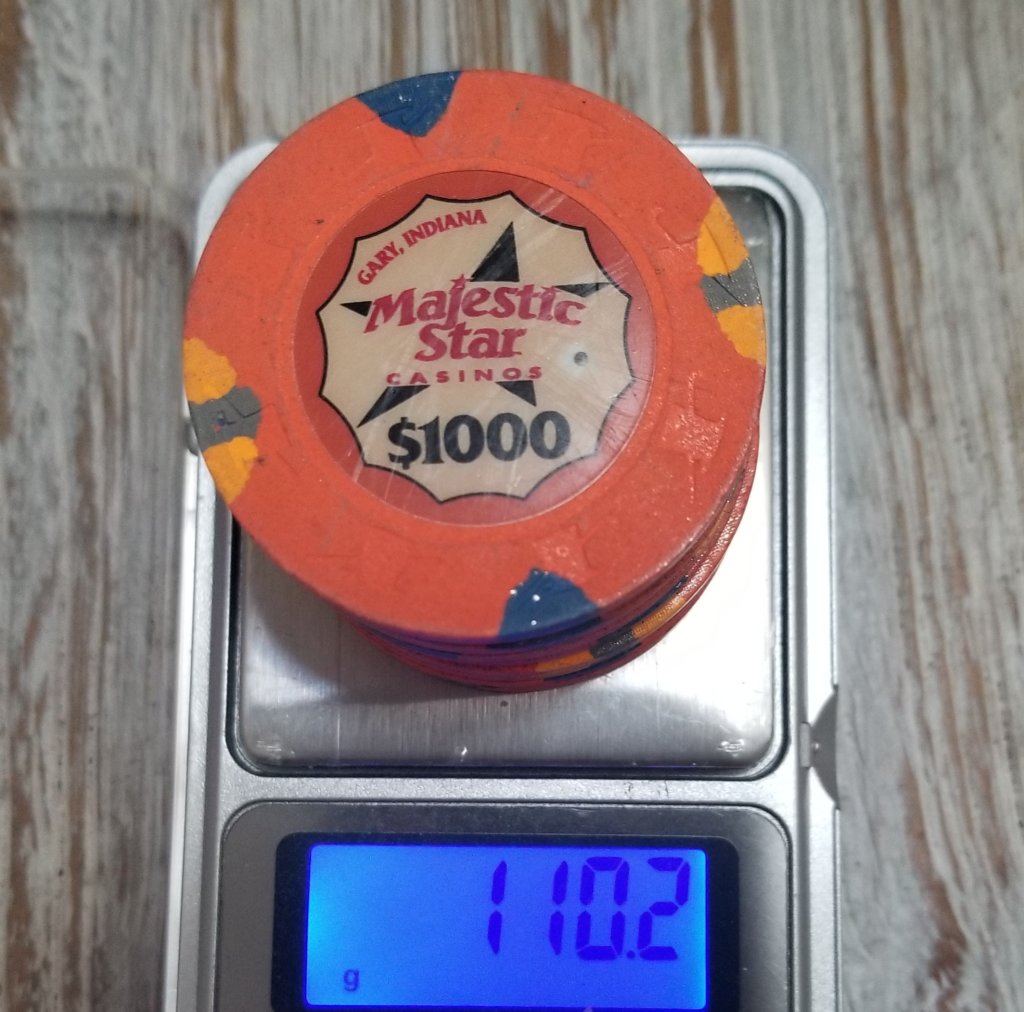 GARY, INDIANA
Majestic
Star
CASINOS
$1000
110.2
g